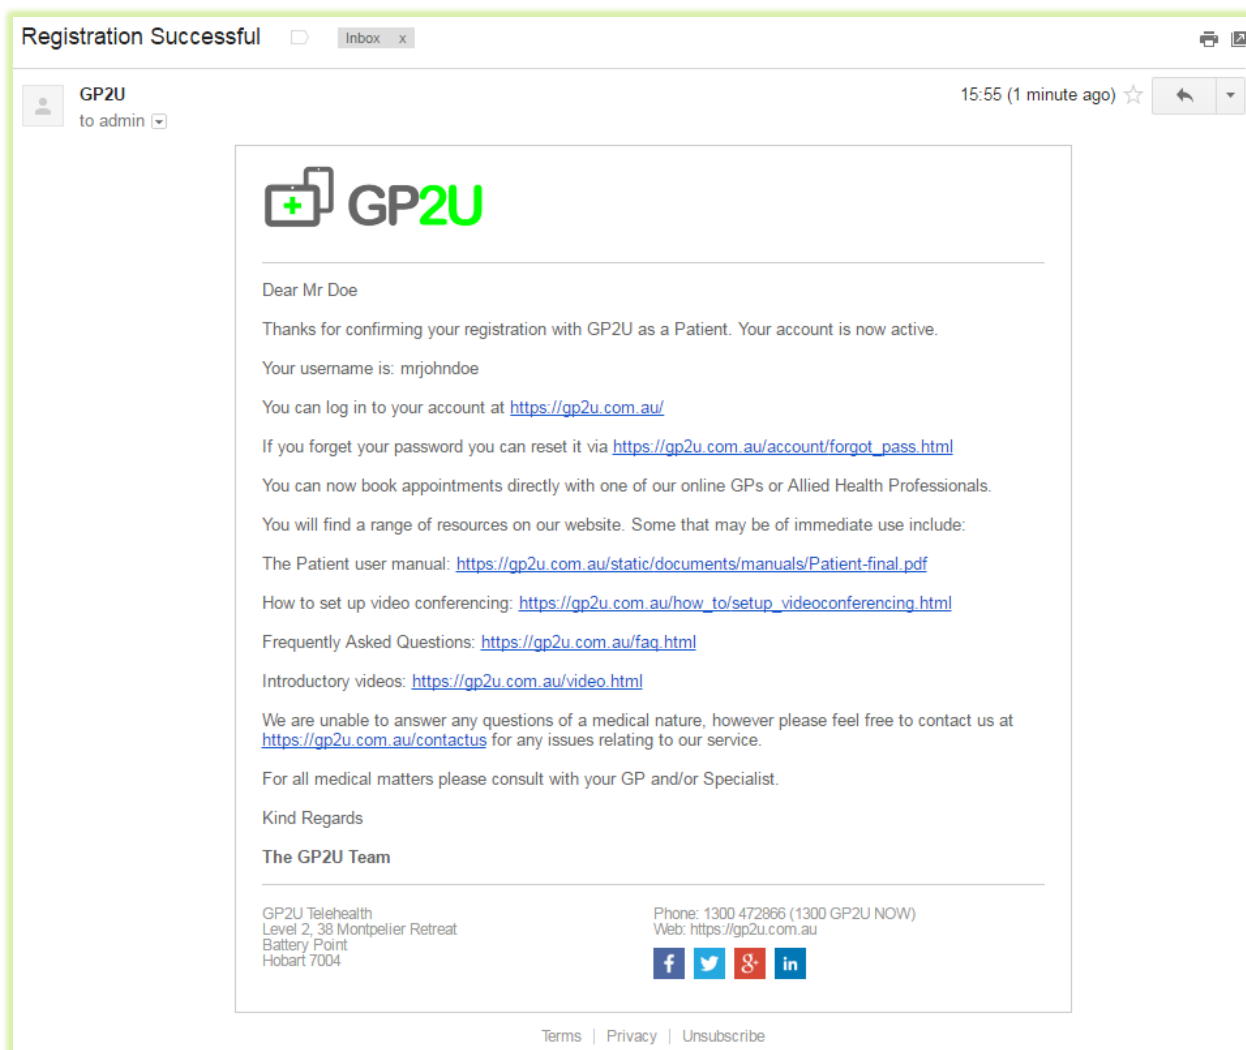 Registration Successful
Inbox x
GP2U
15:55 (1 minute ago)
to admin
GP2U
Dear Mr Doe
Thanks for confirming your registration with GP2U as a Patient. Your account is now active.
Your username is: mrjohndoe
You can log in to your account at https://gp2u.com.au/
If you forget your password you can reset it via https://gp2u.com.au/account/forgot_pass.html
You can now book appointments directly with one of our online GPs or Allied Health Professionals.
You will find a range of resources on our website. Some that may be of immediate use include:
The Patient user manual: https://gp2u.com.au/static/documents/manuals/Patient-final.pdf
How to set up video conferencing: https://gp2u.com.au/how_to/setup_videoconferencing.html
Frequently Asked Questions: https://gp2u.com.au/faq.html
Introductory videos: https://gp2u.com.au/video.html
We are unable to answer any questions of a medical nature, however please feel free to contact us at
https://gp2u.com.au/contactus for any issues relating to our service.
For all medical matters please consult with your GP and/or Specialist.
Kind Regards
The GP2U Team
GP2U Telehealth
Level 2, 38 Montpelier Retreat
Battery Point
Hobart 7004
Phone: 1300 472866 (1300 GP2U NOW)
Web: https://gp2u.com.au
f 8+ in
Terms | Privacy | Unsubscribe